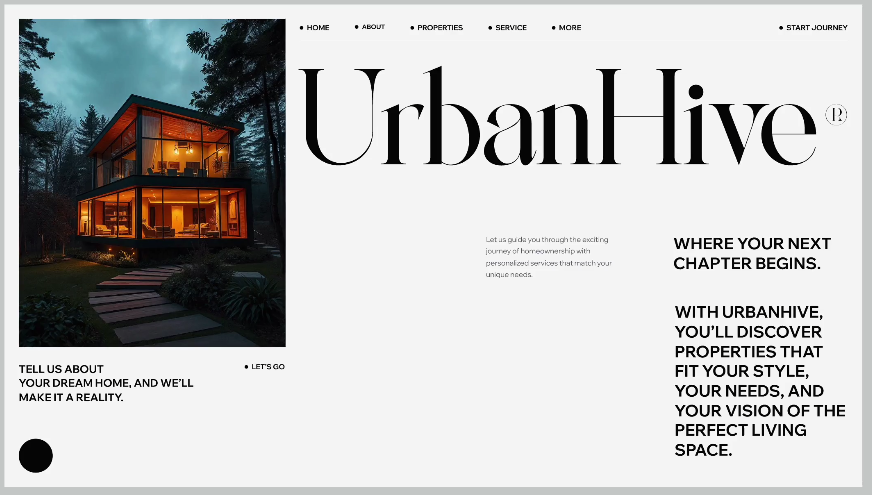 HOME
ABOUT
PROPERTIES
SERVICE
MORE
START JOURNEY
UrbanHive
R
Let us guide you through the exciting
journey of homeownership with
personalized services that match your
unique needs.
WHERE YOUR NEXT
CHAPTER BEGINS.
WITH URBANHIVE,
YOU’LL DISCOVER
PROPERTIES THAT
FIT YOUR STYLE,
YOUR NEEDS, AND
YOUR VISION OF THE
PERFECT LIVING
SPACE.
TELL US ABOUT
YOUR DREAM HOME, AND WE’LL
MAKE IT A REALITY.
LET’S GO